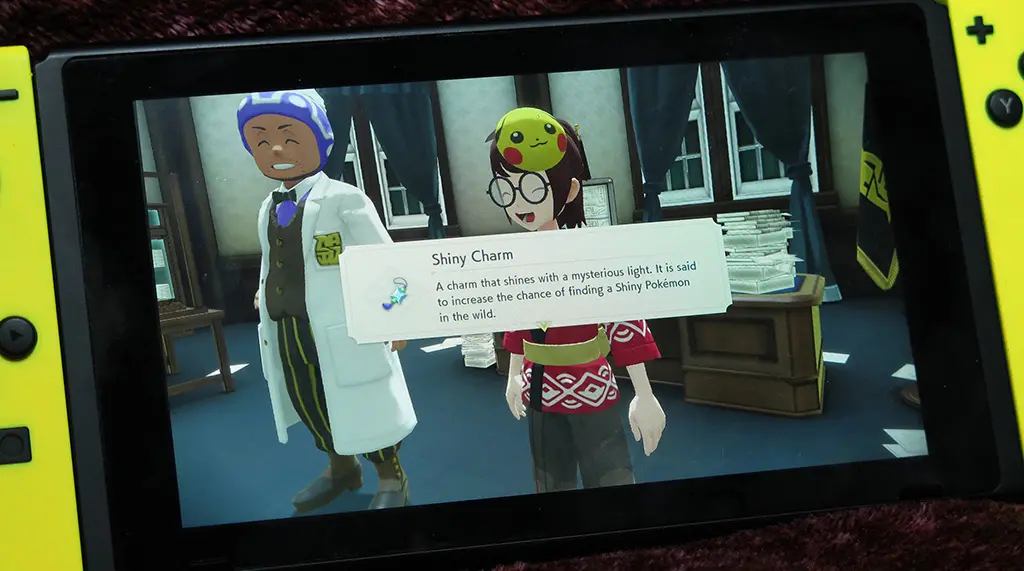 Shiny Charm
A charm that shines with a mysterious light. It is said
to increase the chance of finding a Shiny Pokémon
in the wild.
Y